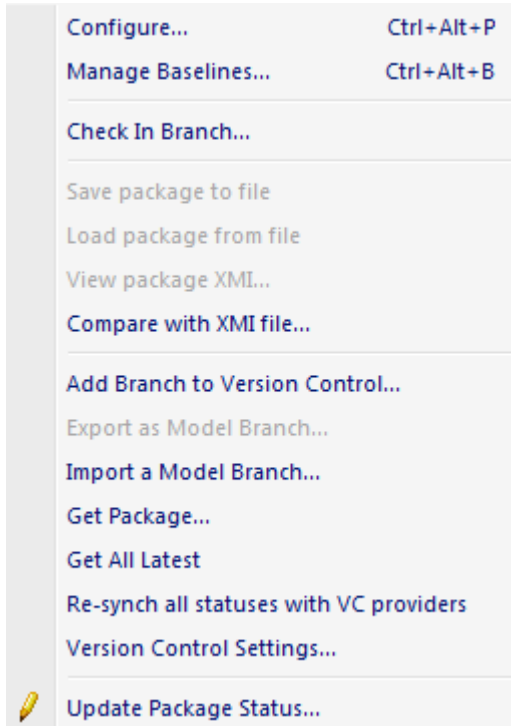 Configure... Ctrl+Alt+P
Manage Baselines... Ctrl+Alt+B
Check In Branch...
Save package to file
Load package from file
View package XMI...
Compare with XMI file...
Add Branch to Version Control...
Export as Model Branch...
Import a Model Branch...
Get Package...
Get All Latest
Re-synch all statuses with VC providers
Version Control Settings...
Update Package Status...